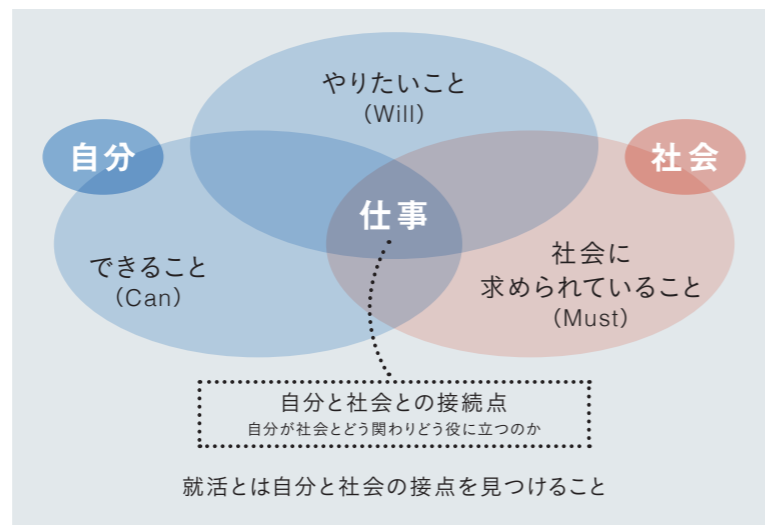 やりたいこと
(Will)
自分
社会
仕事
できること
(Can)
社会に
求められていること
(Must)
自分と社会との接続点
自分が社会とどう関わりどう役に立つのか
就活とは自分と社会の接点を見つけること